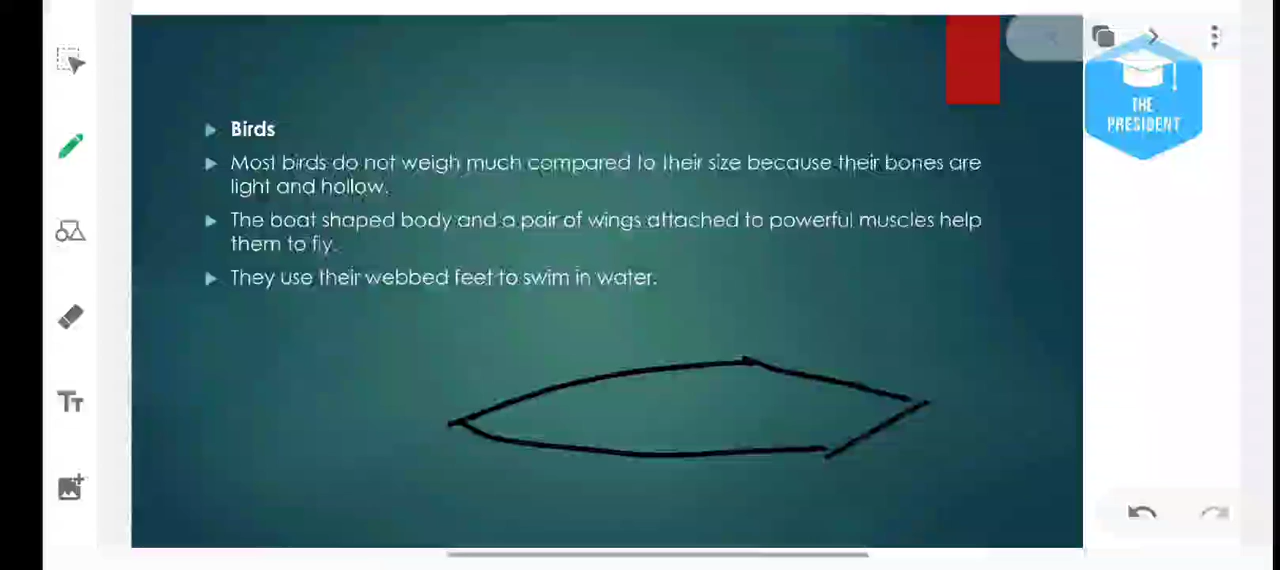 Birds
Most birds do not weigh much compared to their size because their bones are
light and hollow.
The boat shaped body and a pair of wings attached to powerful muscles help
them to fly.
They use their webbed feet to swim in water.
THE
PRESIDENT
TT